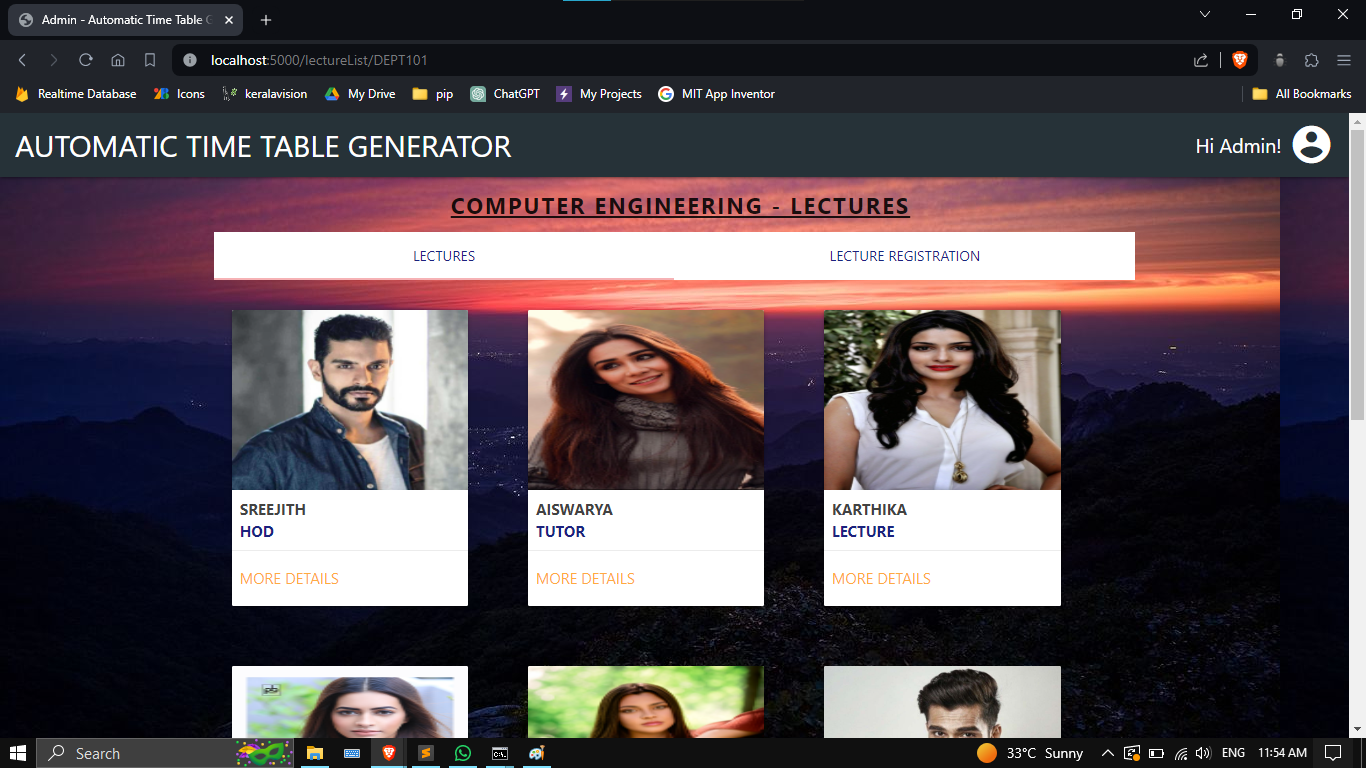 Admin - Automatic Time Table G
localhost:5000/lectureList/DEPT101
Realtime Database
Icons
keralavision
My Drive
pip
ChatGPT
My Projects
MIT App Inventor
All Bookmarks
AUTOMATIC TIME TABLE GENERATOR
Hi Admin!
COMPUTER ENGINEERING - LECTURES
LECTURES
LECTURE REGISTRATION
SREEJITH
HOD
MORE DETAILS
AISWARYA
TUTOR
MORE DETAILS
KARTHIKA
LECTURE
MORE DETAILS
Search
33°C Sunny
ENG
11:54 AM